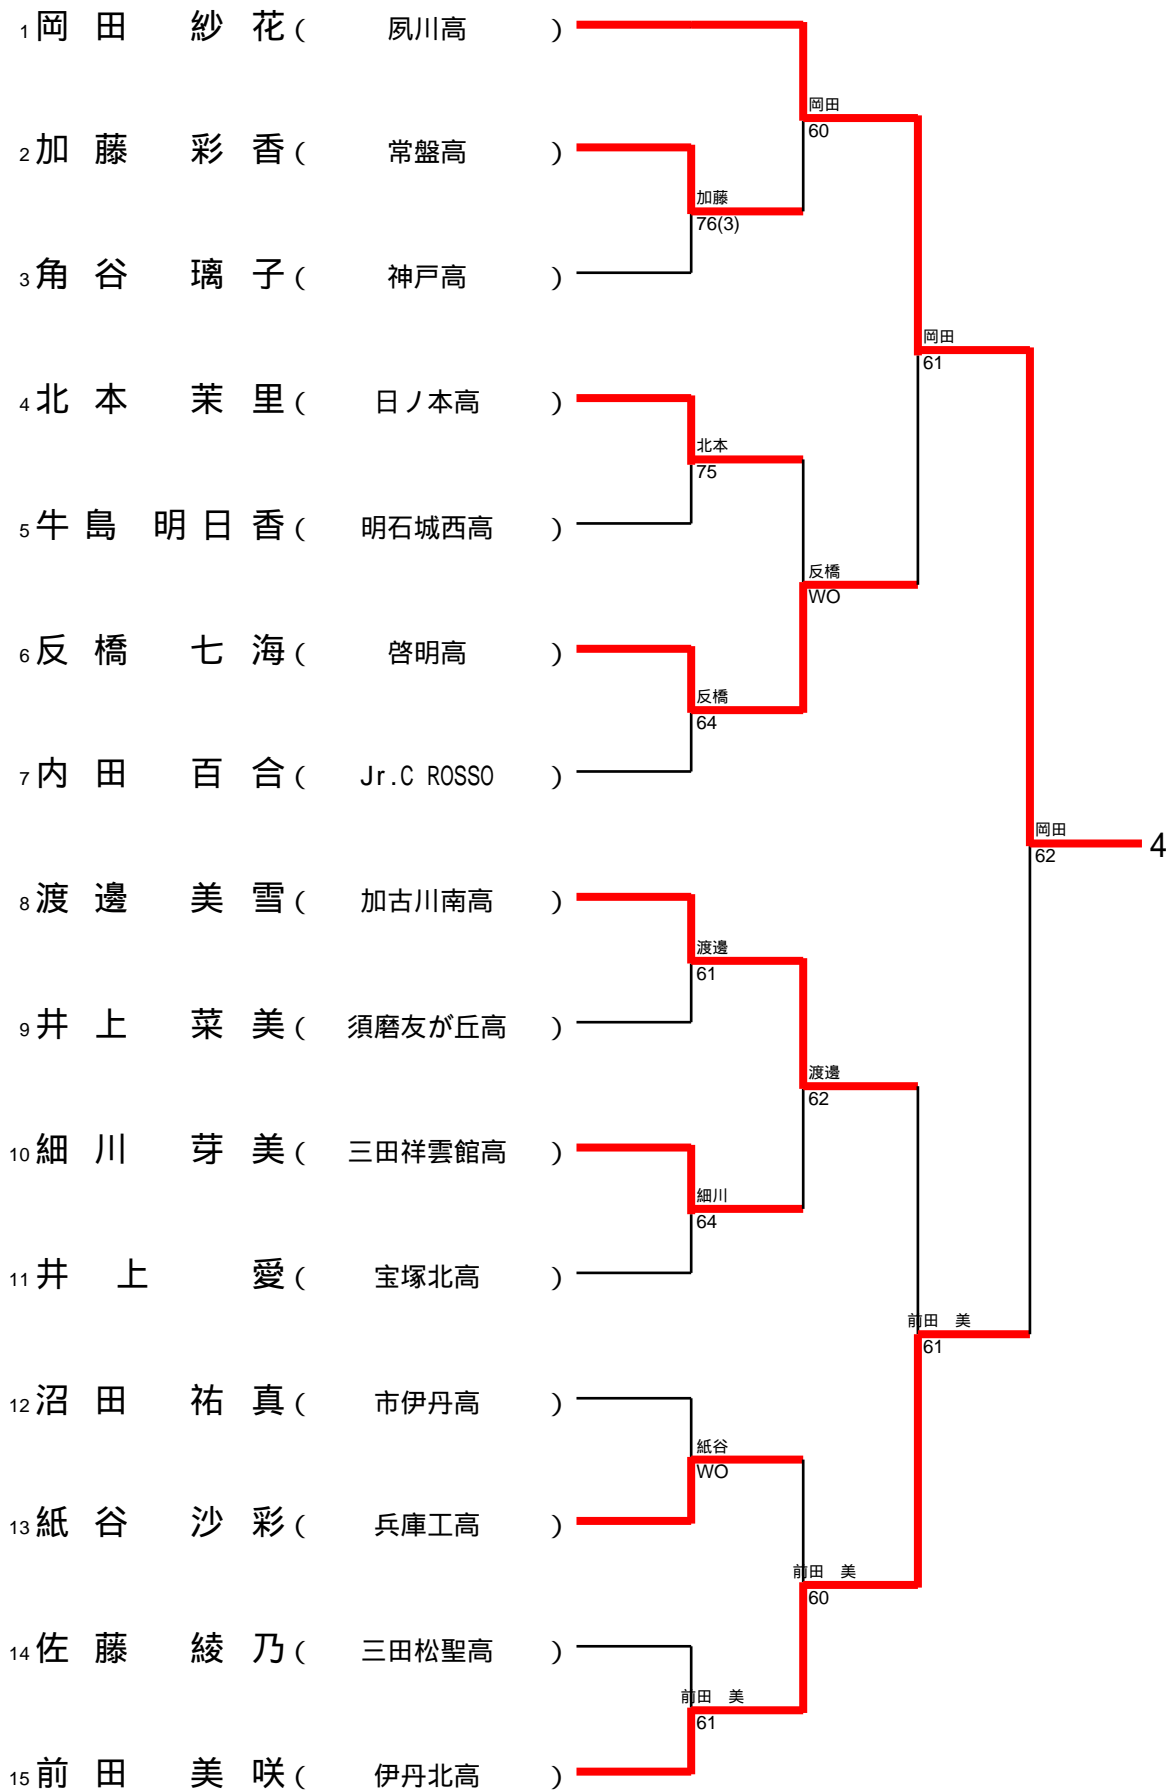 1 岡 田 紗 花 ( 夙川高 )
岡田
60
2 加 藤 彩 香 ( 常盤高 )
加藤
76(3)
3 角 谷 璃 子 ( 神戸高 )
岡田
61
4 北 本 茉 里 ( 日ノ本高 )
北本
75
5 牛 島 明 日 香 ( 明石城西高 )
反橋
WO
6 反 橋 七 海 ( 啓明高 )
反橋
64
7 内 田 百 合 ( Jr.C ROSSO )
岡田
62
4
8 渡 邊 美 雪 ( 加古川南高 )
渡邊
61
9 井 上 菜 美 ( 須磨友が丘高 )
渡邊
62
10 細 川 芽 美 ( 三田祥雲館高 )
細川
64
11 井 上 愛 ( 宝塚北高 )
前田 美
61
12 沼 田 祐 真 ( 市伊丹高 )
紙谷
WO
13 紙 谷 沙 彩 ( 兵庫工高 )
前田 美
60
14 佐 藤 綾 乃 ( 三田松聖高 )
前田 美
61
15 前 田 美 咲 ( 伊丹北高 )